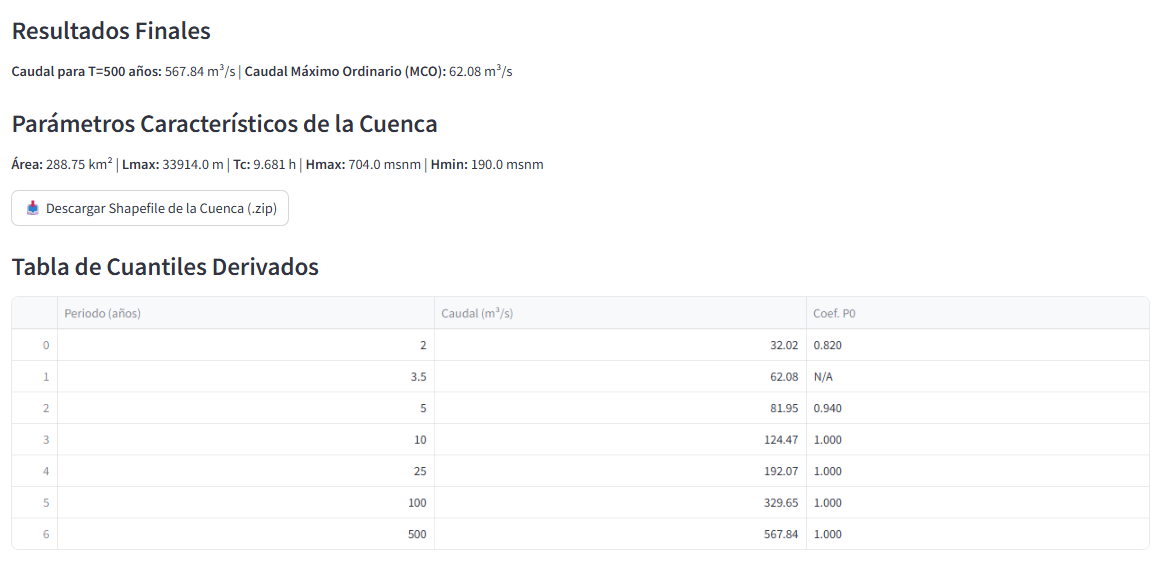 Resultados Finales
Caudal para T=500 años: 567.84 m³/s | Caudal Máximo Ordinario (MCO): 62.08 m³/s
Parámetros Característicos de la Cuenca
Área: 288.75 km² | Lmax: 33914.0 m | Tc: 9.681 h | Hmax: 704.0 msnm | Hmin: 190.0 msnm
Descargar Shapefile de la Cuenca (.zip)
Tabla de Cuantiles Derivados
Periodo (años) Caudal (m³/s) Coef. P0
0 2 32.02 0.820
1 3.5 62.08 N/A
2 5 81.95 0.940
3 10 124.47 1.000
4 25 192.07 1.000
5 100 329.65 1.000
6 500 567.84 1.000